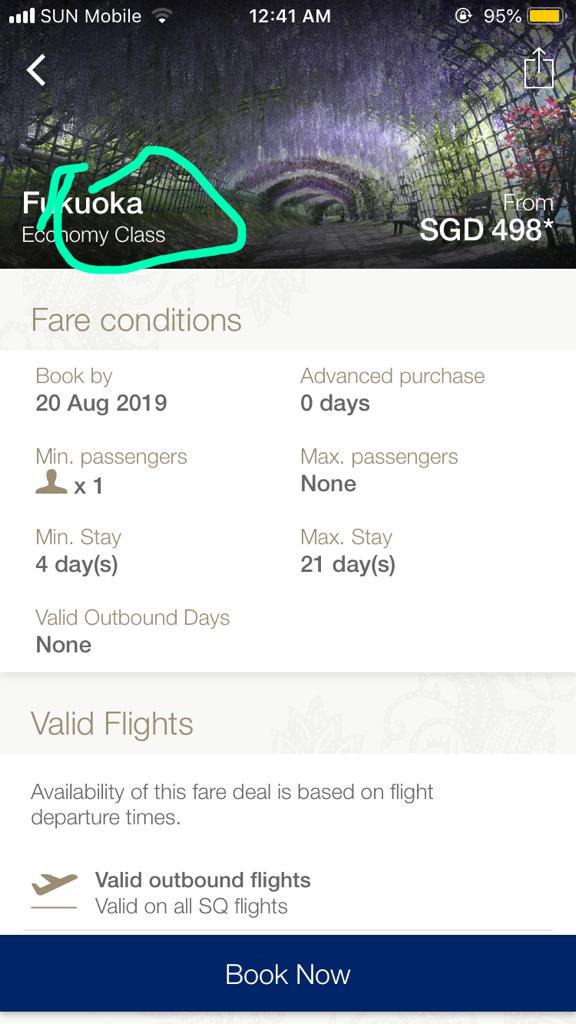 SUN Mobile 12:41 AM 95%
Fukuoka
Economy Class
From
SGD 498*
Fare conditions
Book by
20 Aug 2019
Advanced purchase
0 days
Min. passengers
x 1
Max. passengers
None
Min. Stay
4 day(s)
Max. Stay
21 day(s)
Valid Outbound Days
None
Valid Flights
Availability of this fare deal is based on flight
departure times.
Valid outbound flights
Valid on all SQ flights
Book Now